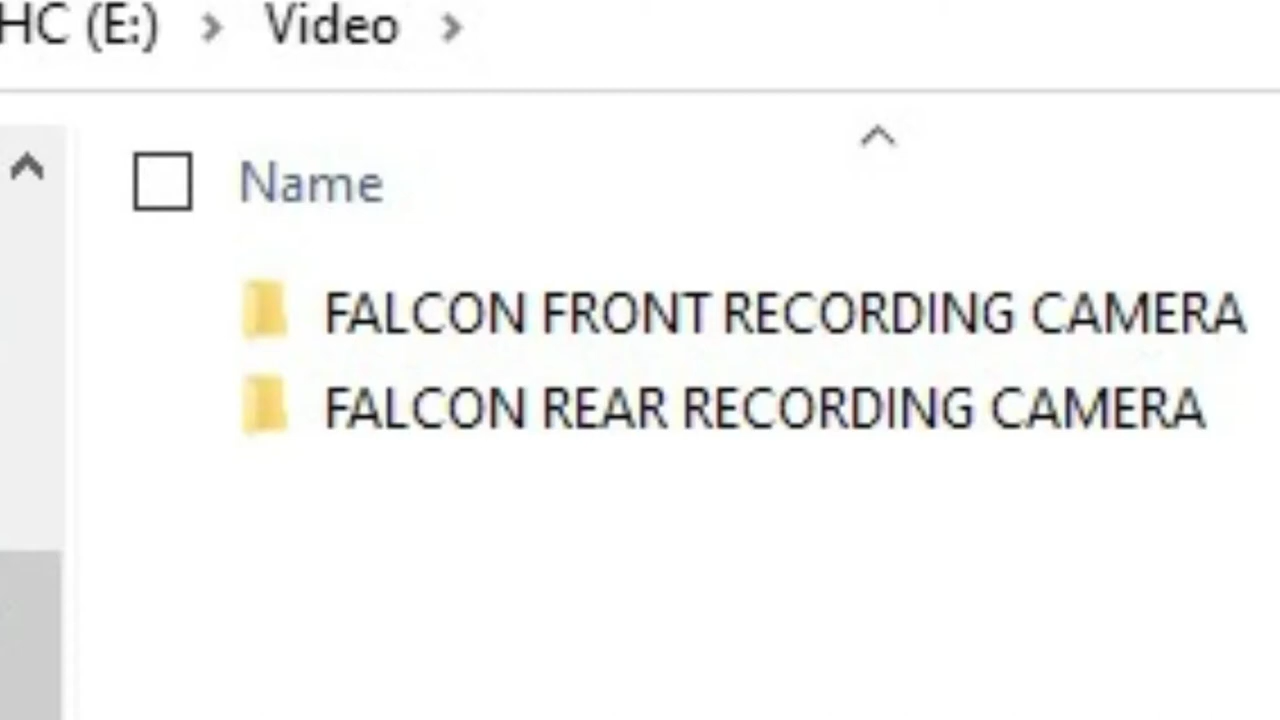 HC (E:) > Video >
Name
FALCON FRONT RECORDING CAMERA
FALCON REAR RECORDING CAMERA